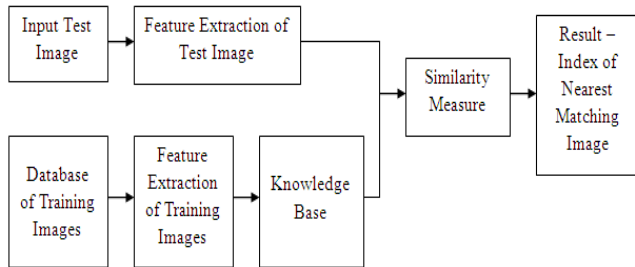 Input Test
Image
Feature Extraction of
Test Image
Similarity
Measure
Result –
Index of
Nearest
Matching
Image
Database
of Training
Images
Feature
Extraction
of Training
Images
Knowledge
Base